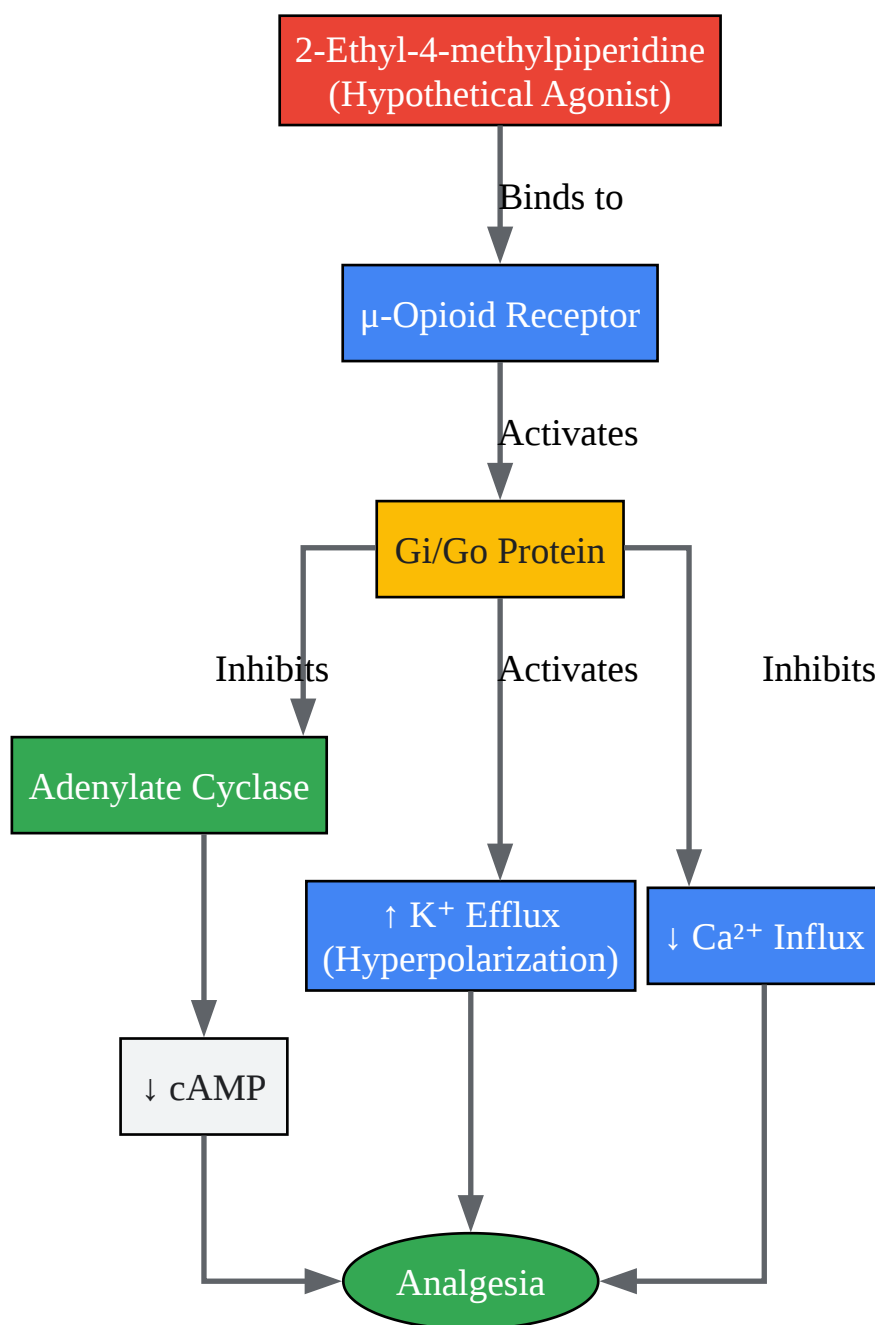 2-Ethyl-4-methylpiperidine
(Hypothetical Agonist)
Binds to
μ-Opioid Receptor
Activates
Gi/Go Protein
Inhibits
Activates
Inhibits
Adenylate Cyclase
↑ K⁺ Efflux
(Hyperpolarization)
↓ Ca²⁺ Influx
↓ cAMP
Analgesia